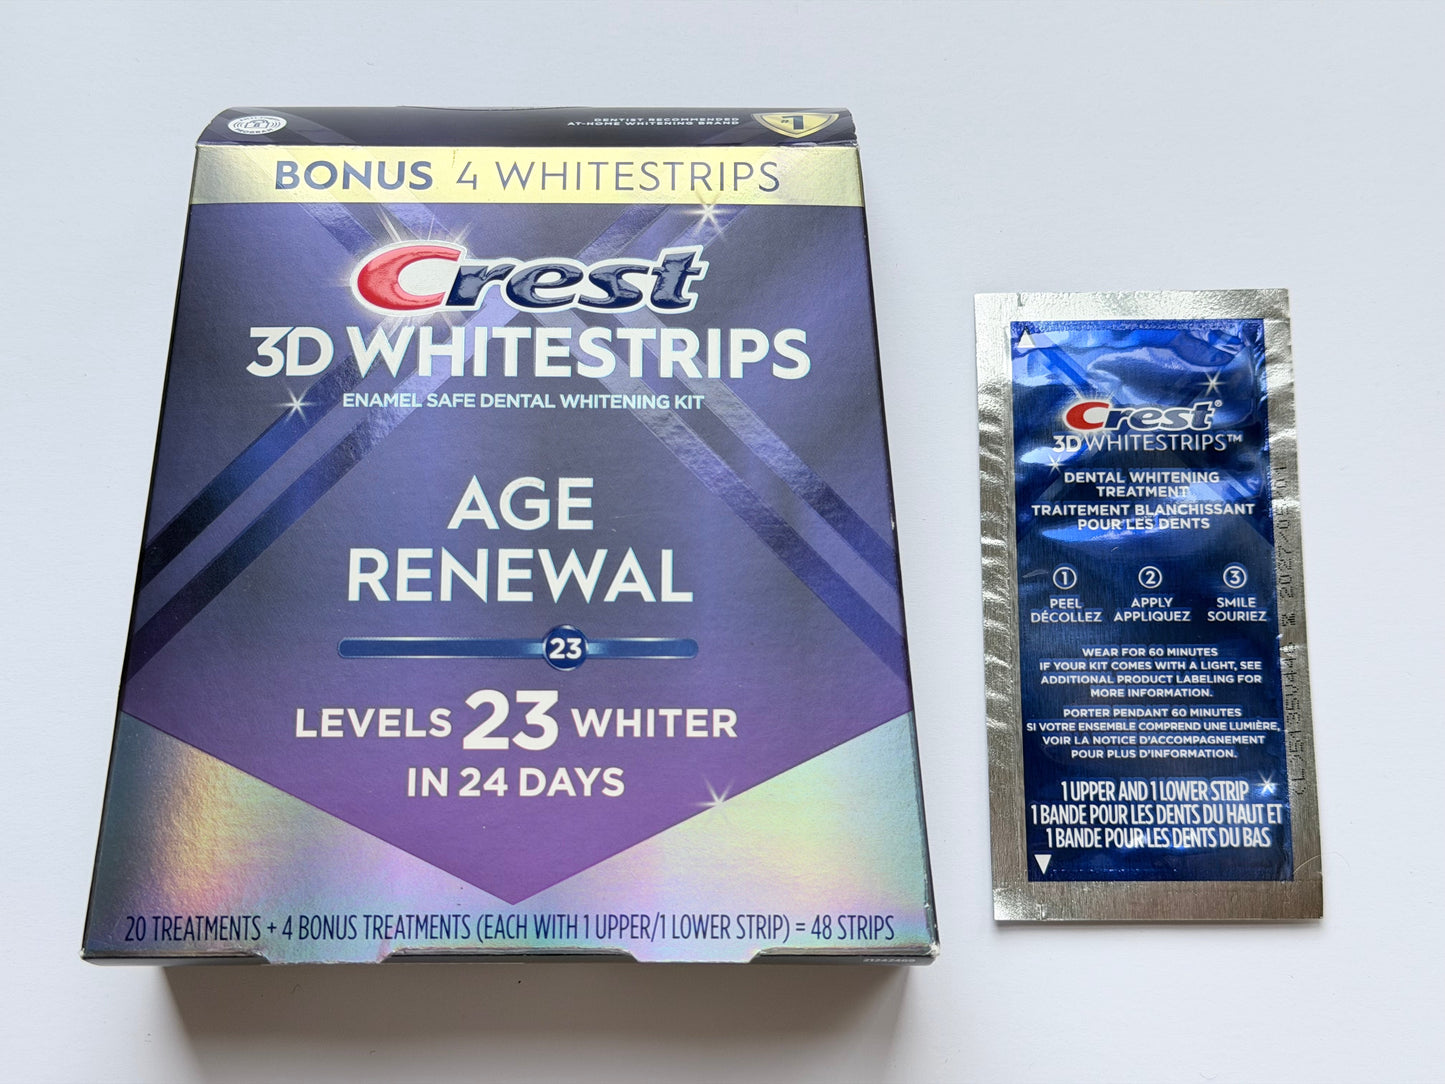 DENTIST RECOMMENDED
AT-HOME WHITENING BRAND
#1
BONUS 4 WHITESTRIPS
Crest
3D WHITESTRIPS
ENAMEL SAFE DENTAL WHITENING KIT
AGE
RENEWAL
23
LEVELS 23 WHITER
IN 24 DAYS
20 TREATMENTS + 4 BONUS TREATMENTS (EACH WITH 1 UPPER/1 LOWER STRIP) = 48 STRIPS
Crest®
3DWHITESTRIPS™
DENTAL WHITENING
TREATMENT
TRAITEMENT BLANCHISSANT
POUR LES DENTS
1 2 3
PEEL APPLY SMILE
DÉCOLLEZ APPLIQUEZ SOURIEZ
WEAR FOR 60 MINUTES
IF YOUR KIT COMES WITH A LIGHT, SEE
ADDITIONAL PRODUCT LABELING FOR
MORE INFORMATION.
PORTER PENDANT 60 MINUTES
SI VOTRE ENSEMBLE COMPREND UNE LUMIÈRE,
VOIR LA NOTICE D'ACCOMPAGNEMENT
POUR PLUS D'INFORMATION.
1 UPPER AND 1 LOWER STRIP
1 BANDE POUR LES DENTS DU HAUT ET
1 BANDE POUR LES DENTS DU BAS